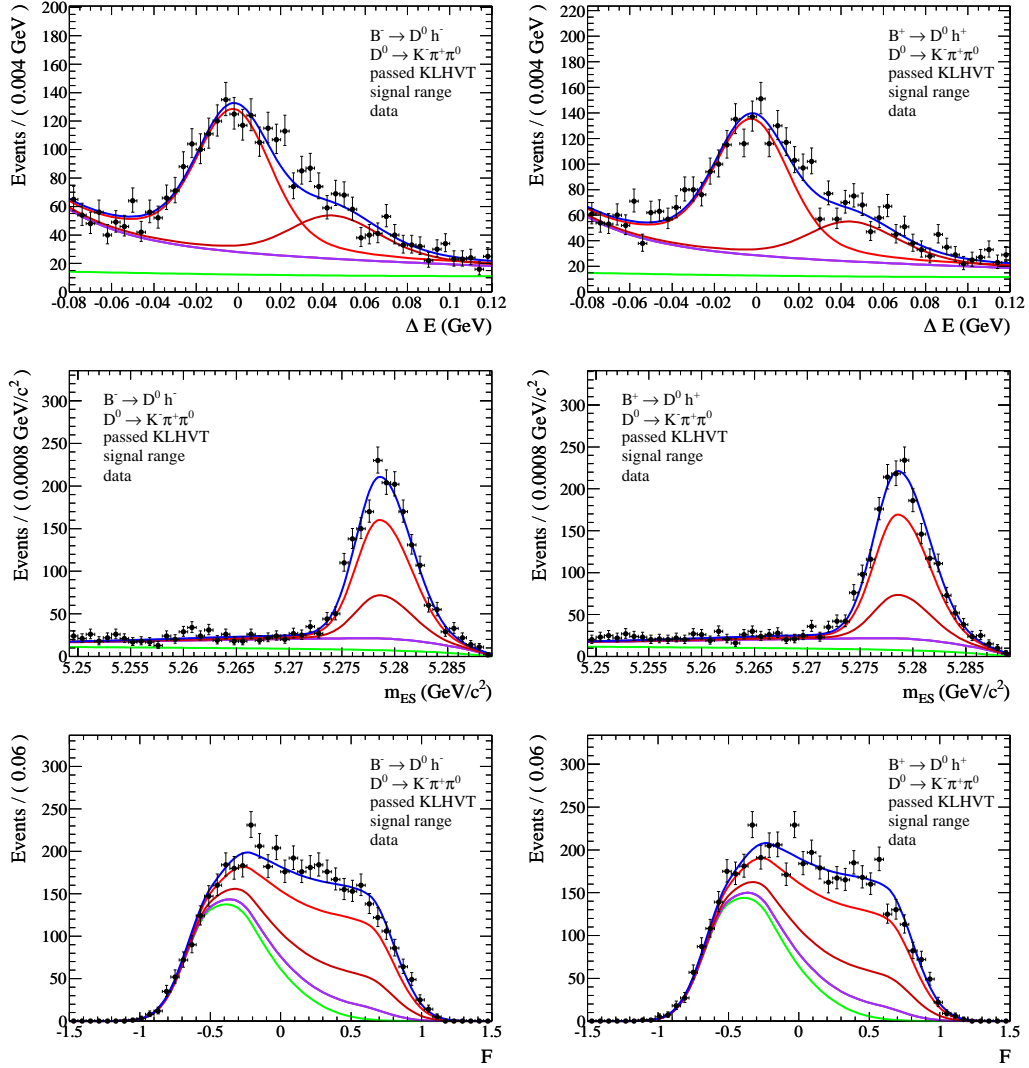 Events / ( 0.004 GeV )
200
180
160
140
120
100
80
60
40
20
0
B⁻ → D⁰ h⁻
D⁰ → K⁻π⁺π⁰
passed KLHVT
signal range
data
-0.08 -0.06 -0.04 -0.02 0 0.02 0.04 0.06 0.08 0.1 0.12
Δ E (GeV)
Events / ( 0.004 GeV )
220
200
180
160
140
120
100
80
60
40
20
0
B⁺ → D⁰ h⁺
D⁰ → K⁻π⁺π⁰
passed KLHVT
signal range
data
-0.08 -0.06 -0.04 -0.02 0 0.02 0.04 0.06 0.08 0.1 0.12
Δ E (GeV)
Events / ( 0.0008 GeV/c² )
300
250
200
150
100
50
0
B⁻ → D⁰ h⁻
D⁰ → K⁻π⁺π⁰
passed KLHVT
signal range
data
5.25 5.255 5.26 5.265 5.27 5.275 5.28 5.285
m_ES (GeV/c²)
Events / ( 0.0008 GeV/c² )
300
250
200
150
100
50
0
B⁺ → D⁰ h⁺
D⁰ → K⁻π⁺π⁰
passed KLHVT
signal range
data
5.25 5.255 5.26 5.265 5.27 5.275 5.28 5.285
m_ES (GeV/c²)
Events / ( 0.06 )
300
250
200
150
100
50
0
B⁻ → D⁰ h⁻
D⁰ → K⁻π⁺π⁰
passed KLHVT
signal range
data
-1.5 -1 -0.5 0 0.5 1 1.5
F
Events / ( 0.06 )
300
250
200
150
100
50
0
B⁺ → D⁰ h⁺
D⁰ → K⁻π⁺π⁰
passed KLHVT
signal range
data
-1.5 -1 -0.5 0 0.5 1 1.5
F